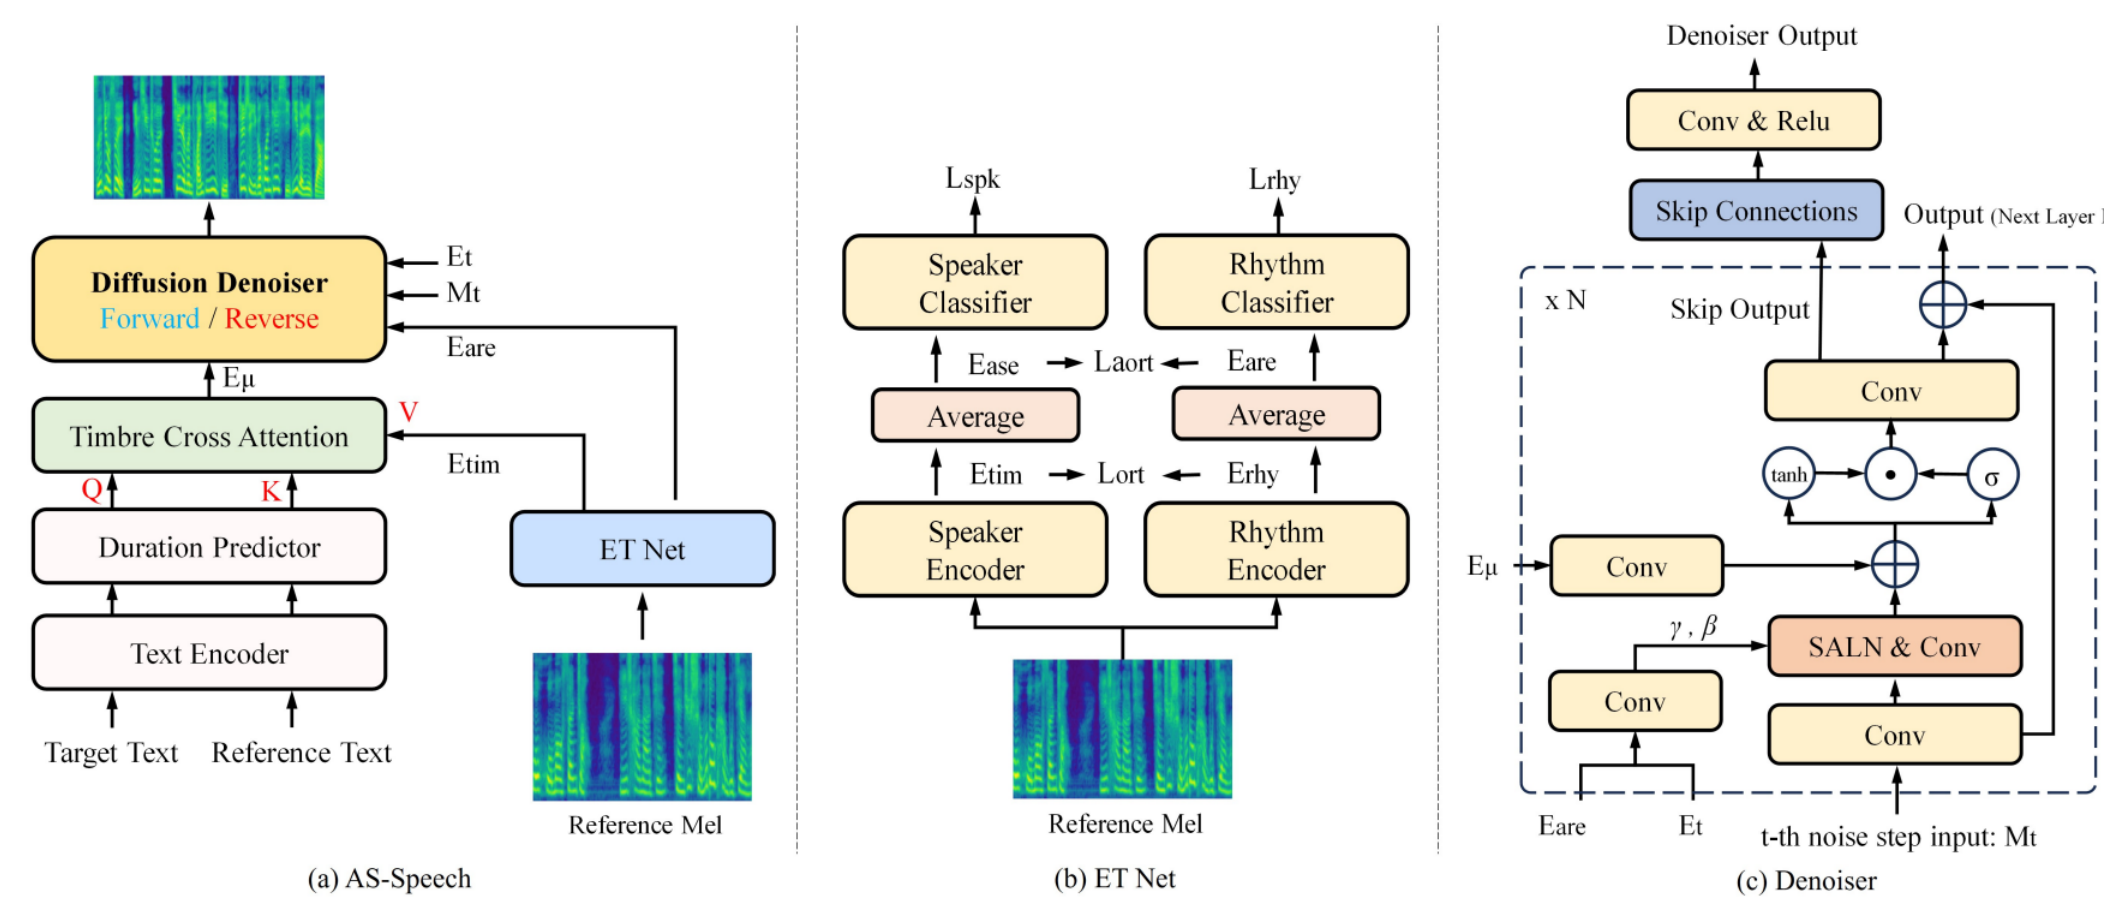 Diffusion Denoiser
Forward / Reverse
Et
Mt
Eare
Eμ
V
Timbre Cross Attention
Etim
Q
K
Duration Predictor
ET Net
Text Encoder
Target Text
Reference Text
Reference Mel
(a) AS-Speech
Lspk
Lrhy
Speaker
Classifier
Rhythm
Classifier
Ease
Laort
Eare
Average
Average
Etim
Lort
Erhy
Speaker
Encoder
Rhythm
Encoder
Reference Mel
(b) ET Net
Denoiser Output
Conv & Relu
Skip Connections
Output (Next Layer
x N
Skip Output
Conv
tanh
σ
Eμ
Conv
γ , β
SALN & Conv
Conv
Conv
Eare
Et
t-th noise step input: Mt
(c) Denoiser